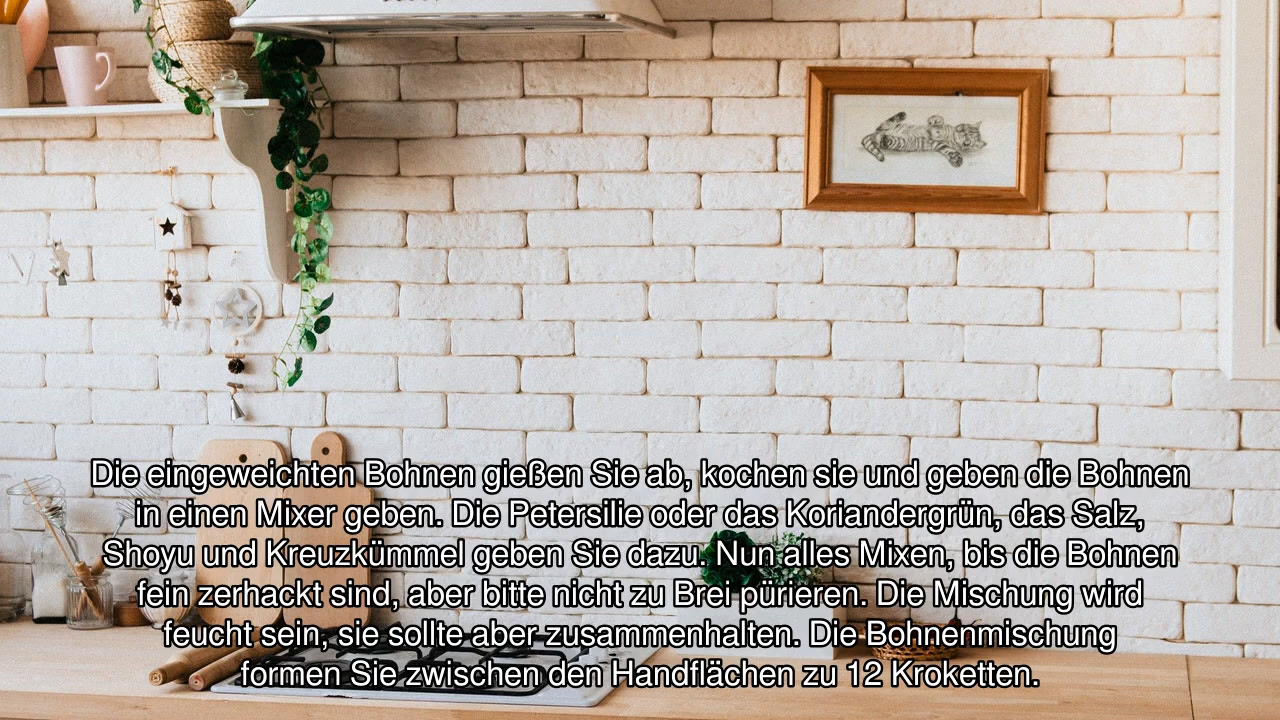 Die eingeweichten Bohnen gießen Sie ab, kochen sie und geben die Bohnen
in einen Mixer geben. Die Petersilie oder das Koriandergrün, das Salz,
Shoyu und Kreuzkümmel geben Sie dazu. Nun alles Mixen, bis die Bohnen
fein zerhackt sind, aber bitte nicht zu Brei pürieren. Die Mischung wird
feucht sein, sie sollte aber zusammenhalten. Die Bohnenmischung
formen Sie zwischen den Handflächen zu 12 Kroketten.